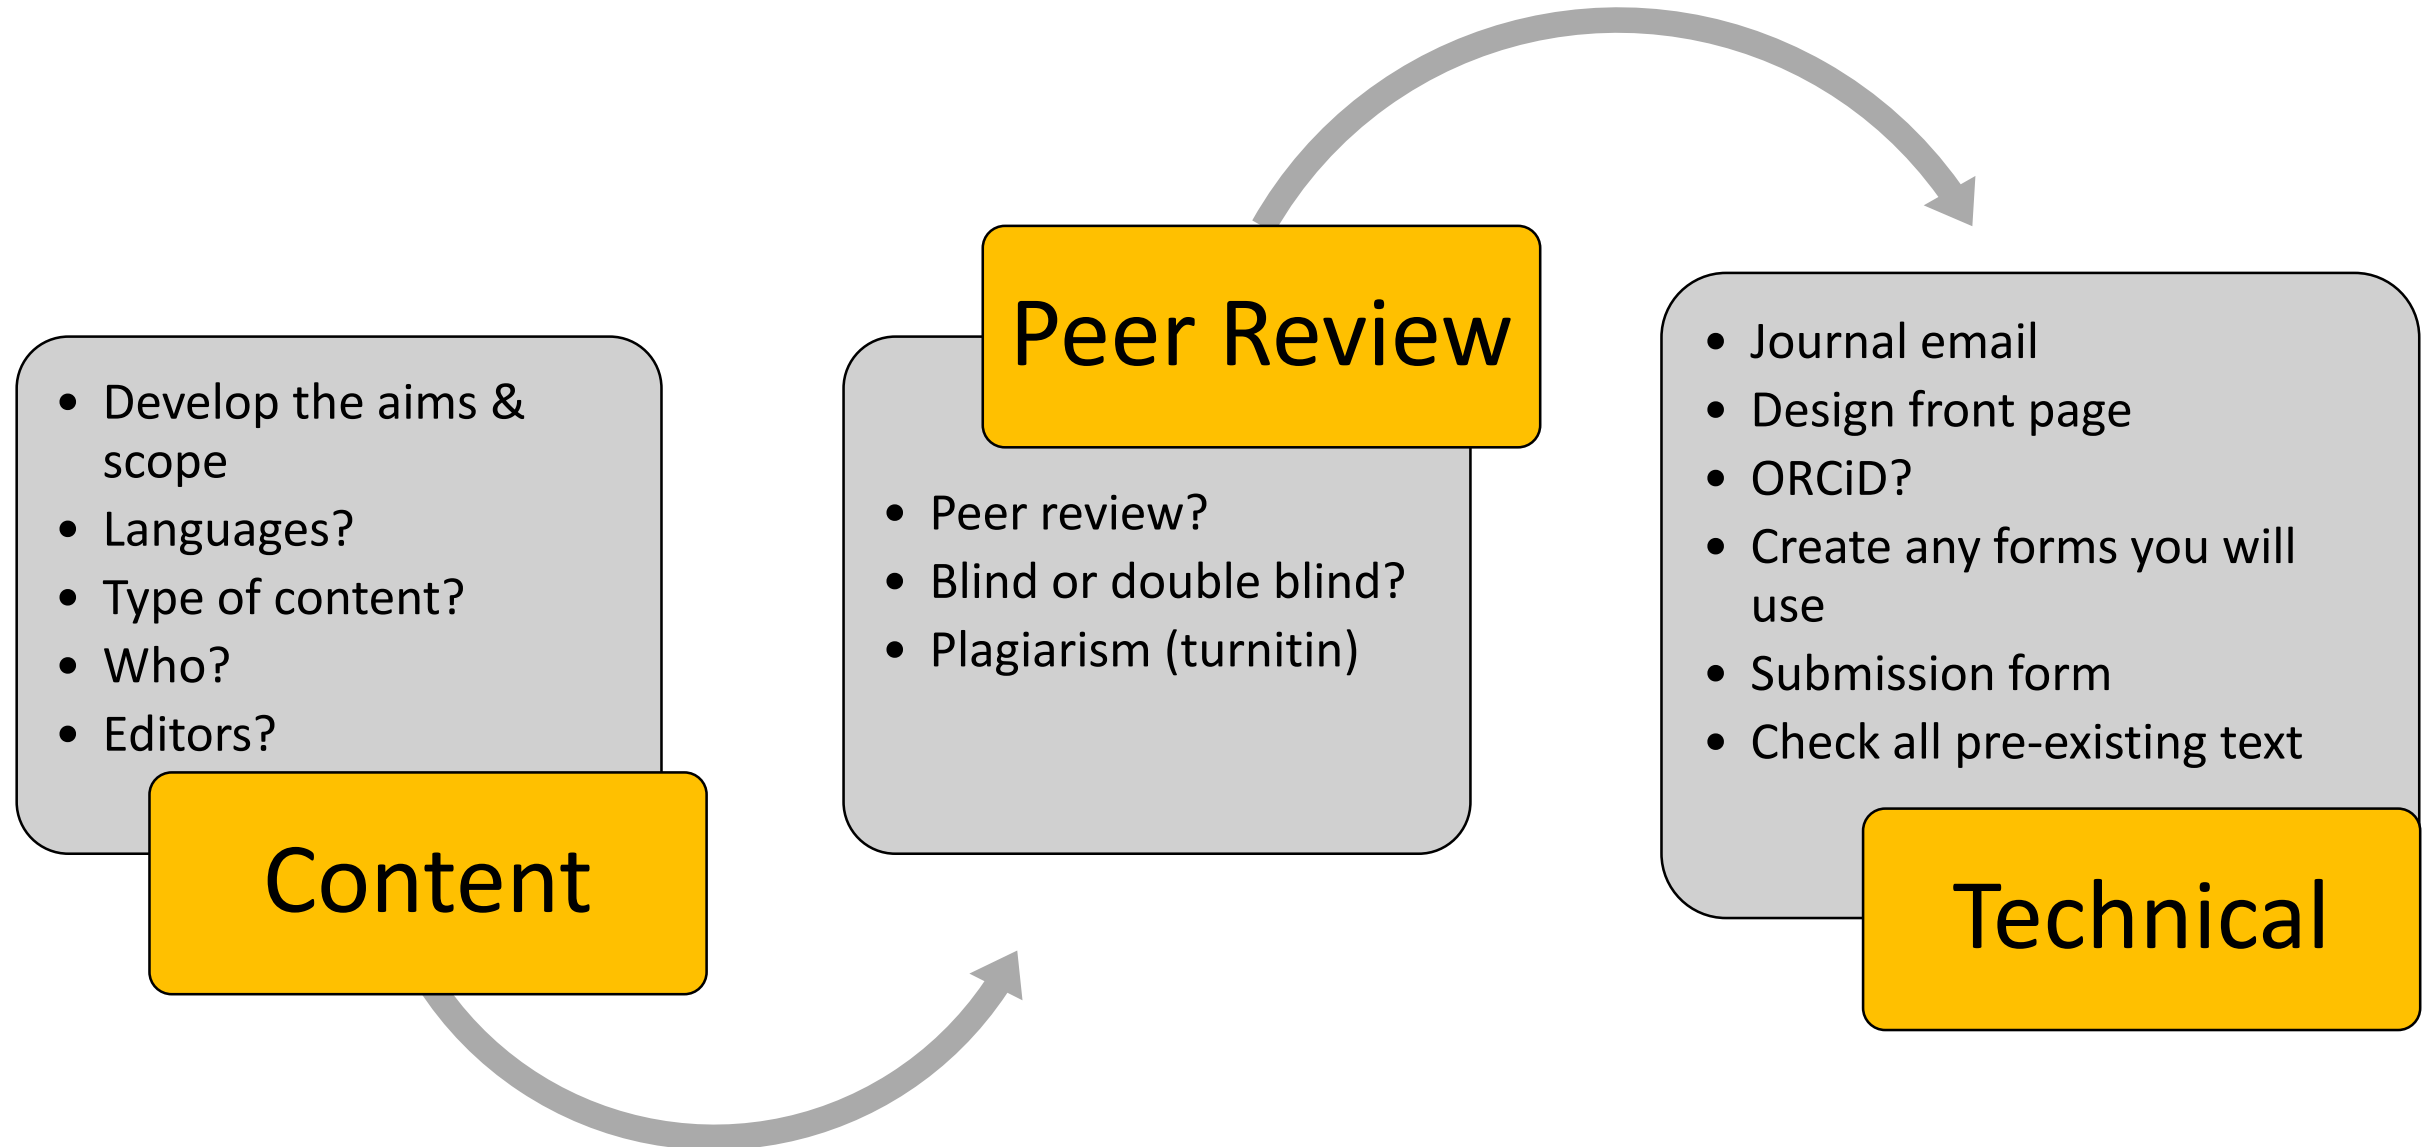 • Develop the aims &
scope
• Languages?
• Type of content?
• Who?
• Editors?
Content
Peer Review
• Peer review?
• Blind or double blind?
• Plagiarism (turnitin)
• Journal email
• Design front page
• ORCiD?
• Create any forms you will
use
• Submission form
• Check all pre-existing text
Technical